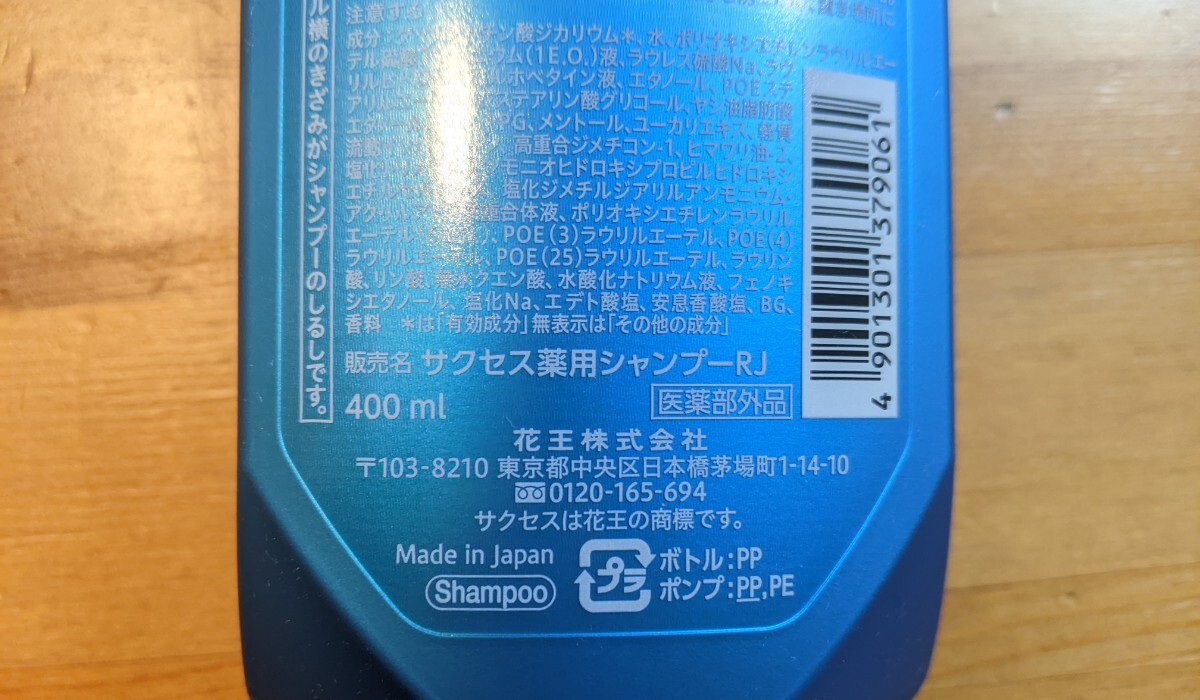 ル横のきざみがシャンプーのしるしです。
注意する
成分 ン酸ジカリウム*、水、ポリオキシエチレンラウリルエー
テル ウム(1E.O.)液、ラウレス硫酸Na、ラウ
リル ルホベタイン液、エタノール、POEステ
アリル ステアリン酸グリコール、ヤシ油脂肪酸
エタ PG、メントール、ユーカリエキス、
流動 高重合ジメチコン-1、ヒマワリ油-2、
塩化 モニオヒドロキシプロピルヒドロキシ
エチル 塩化ジメチルジアリルアンモニウム・
アクリル 重合体液、ポリオキシエチレンラウリル
エーテル POE(3)ラウリルエーテル、POE(4)
ラウリルエーテル、POE(25)ラウリルエーテル、ラウリン
酸、リン酸、無水クエン酸、水酸化ナトリウム液、フェノキ
シエタノール、塩化Na、エデト酸塩、安息香酸塩、BG、
香料 *は「有効成分」無表示は「その他の成分」
販売名 サクセス薬用シャンプーRJ
400 ml 医薬部外品
4 901301 379061
花王株式会社
〒103-8210 東京都中央区日本橋茅場町1-14-10
0120-165-694
サクセスは花王の商標です。
Made in Japan
Shampoo
プラ
ボトル:PP
ポンプ:PP,PE